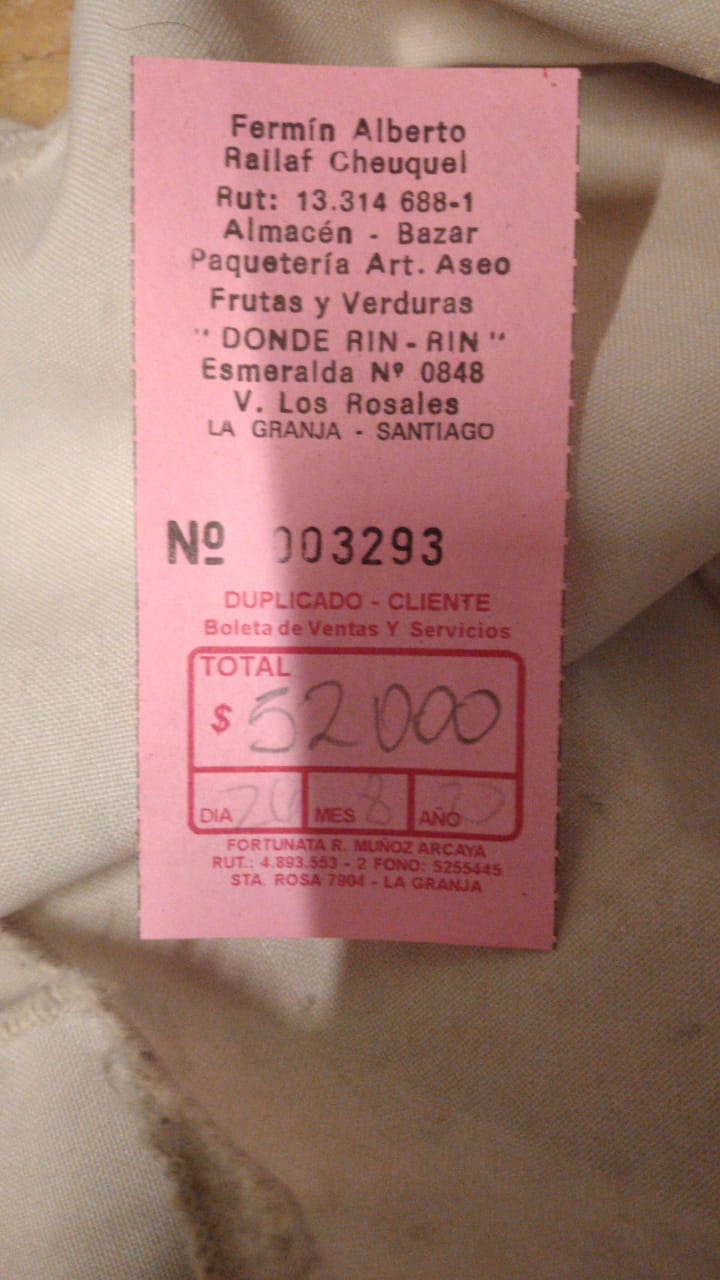 Fermín Alberto
Railaf Cheuquel
Rut: 13.314 688-1
Almacén - Bazar
Paquetería Art. Aseo
Frutas y Verduras
" DONDE RIN - RIN "
Esmeralda Nº 0848
V. Los Rosales
LA GRANJA - SANTIAGO
Nº 003293
DUPLICADO - CLIENTE
Boleta de Ventas Y Servicios
TOTAL
$ 52000
DIA 26 MES 8 AÑO
FORTUNATA R. MUÑOZ ARCAYA
RUT.: 4.893.553 - 2 FONO: 5255445
STA. ROSA 7904 - LA GRANJA